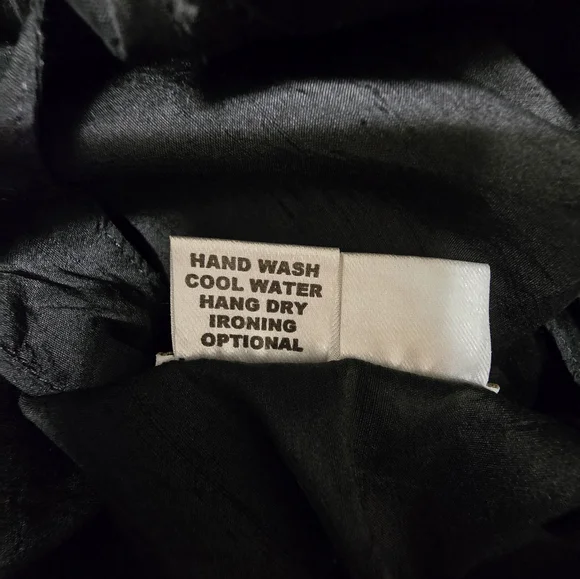 HAND WASH
COOL WATER
HANG DRY
IRONING
OPTIONAL